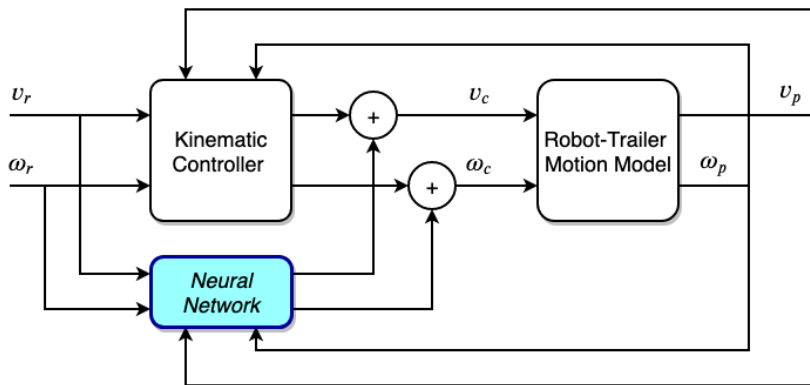 v_r
v_c
v_p
+
Kinematic
Controller
Robot-Trailer
Motion Model
ω_r
ω_c
ω_p
+
Neural
Network